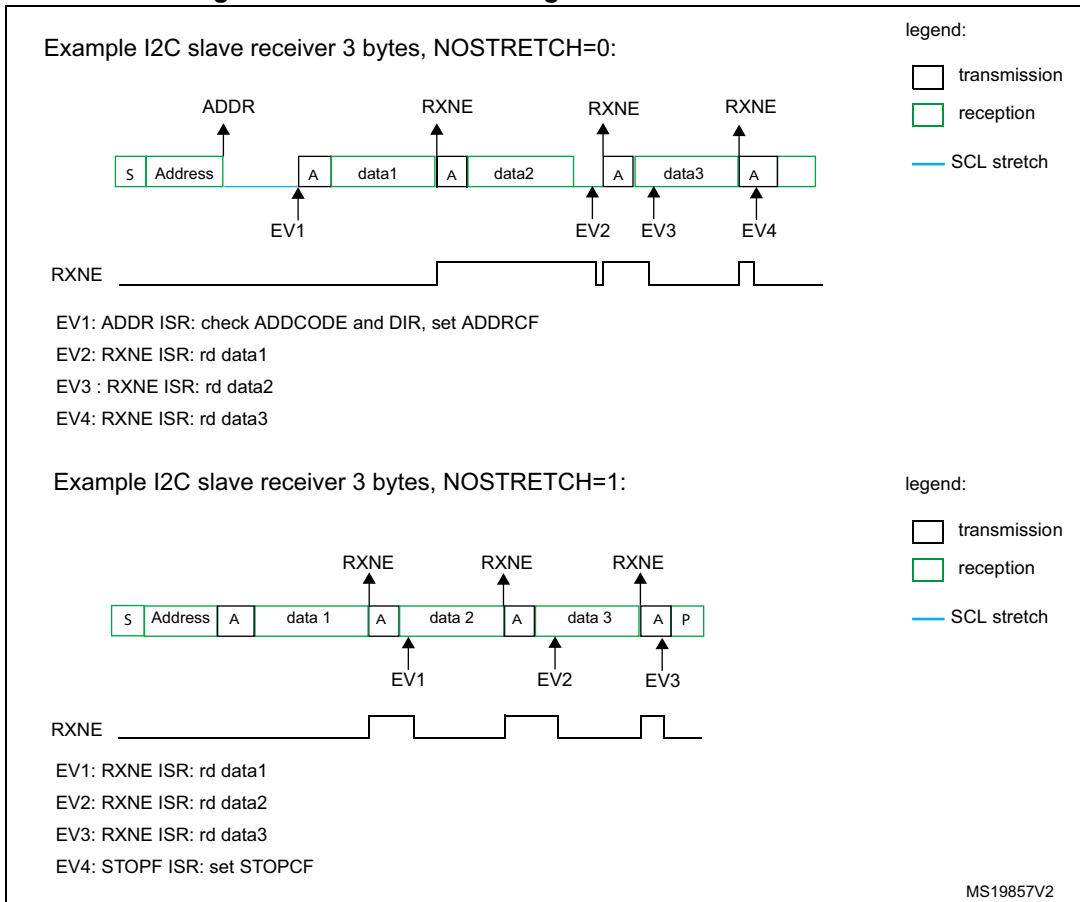 Example I2C slave receiver 3 bytes, NOSTRETCH=0:
legend:
transmission
reception
SCL stretch
ADDR RXNE RXNE RXNE
S Address A data1 A data2 A data3 A
EV1 EV2 EV3 EV4
RXNE
EV1: ADDR ISR: check ADDCODE and DIR, set ADDRCF
EV2: RXNE ISR: rd data1
EV3 : RXNE ISR: rd data2
EV4: RXNE ISR: rd data3
Example I2C slave receiver 3 bytes, NOSTRETCH=1:
legend:
transmission
reception
SCL stretch
RXNE RXNE RXNE
S Address A data 1 A data 2 A data 3 A P
EV1 EV2 EV3
RXNE
EV1: RXNE ISR: rd data1
EV2: RXNE ISR: rd data2
EV3: RXNE ISR: rd data3
EV4: STOPF ISR: set STOPCF
MS19857V2